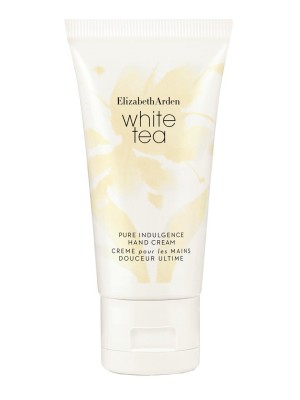 Elizabeth Arden
white
tea
PURE INDULGENCE
HAND CREAM
CREME pour les MAINS
DOUCEUR ULTIME